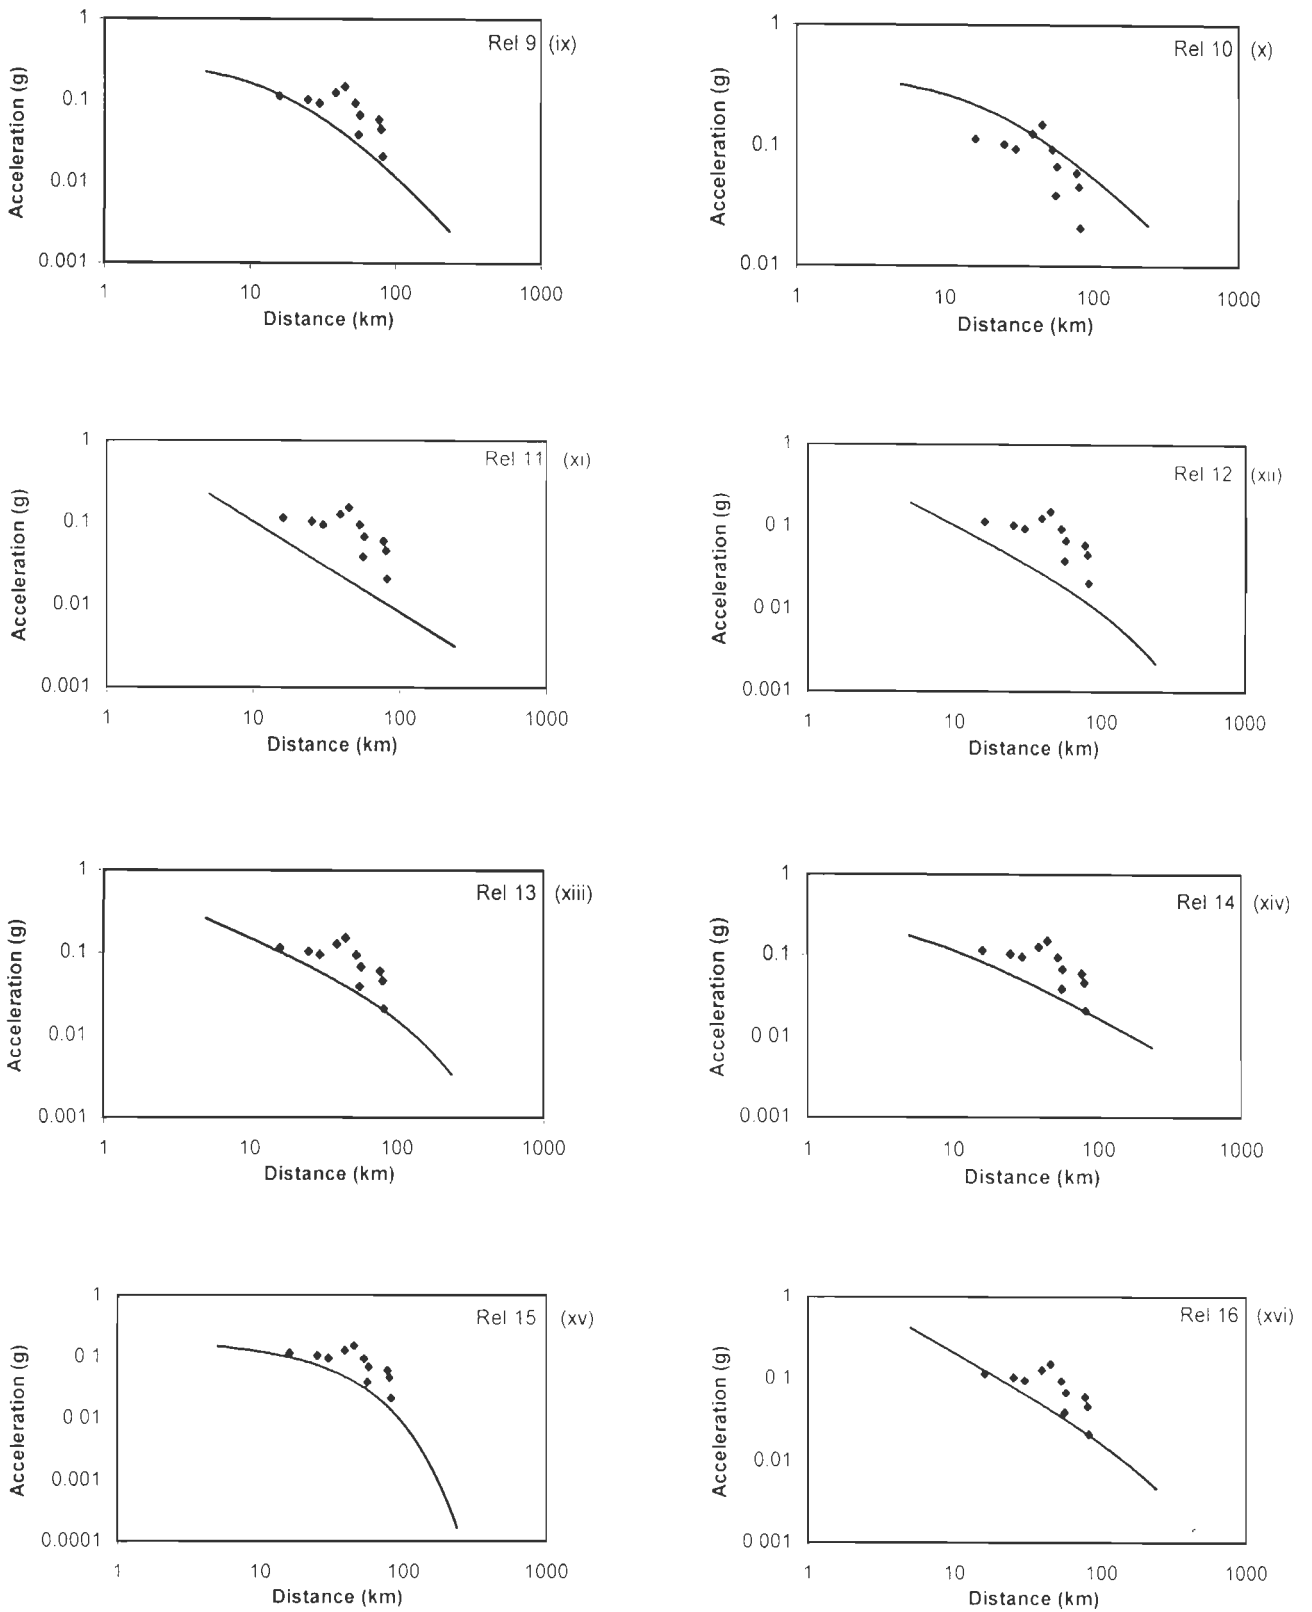 1
Rel 9 (ix)
0.1
0.01
0.001
Acceleration (g)
1 10 100 1000
Distance (km)
1
Rel 10 (x)
0.1
0.01
Acceleration (g)
1 10 100 1000
Distance (km)
1
Rel 11 (xi)
0.1
0.01
0.001
Acceleration (g)
1 10 100 1000
Distance (km)
1
Rel 12 (xii)
0.1
0 01
0.001
Acceleration (g)
1 10 100 1000
Distance (km)
1
Rel 13 (xiii)
0.1
0 01
0.001
Acceleration (g)
1 10 100 1000
Distance (km)
1
Rel 14 (xiv)
0.1
0 01
0.001
Acceleration (g)
1 10 100 1000
Distance (km)
1
Rel 15 (xv)
0 1
0 01
0.001
0.0001
Acceleration (g)
1 10 100 1000
Distance (km)
1
Rel 16 (xvi)
0.1
0.01
0 001
Acceleration (g)
1 10 100 1000
Distance (km)